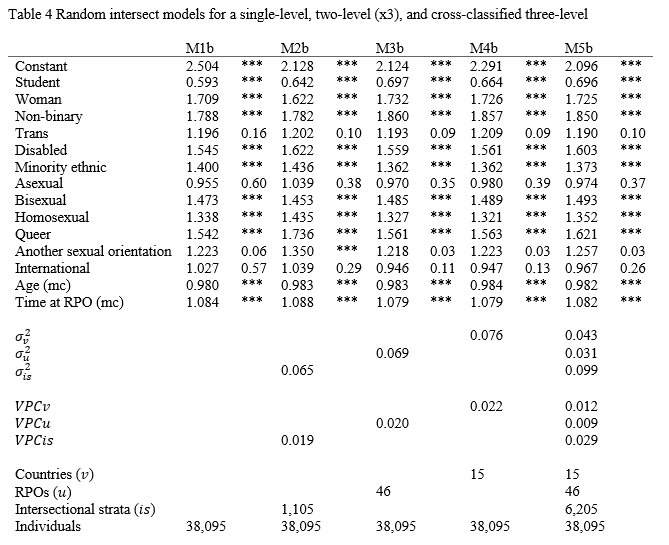 Table 4 Random intersect models for a single-level, two-level (x3), and cross-classified three-level
M1b M2b M3b M4b M5b
Constant 2.504 *** 2.128 *** 2.124 *** 2.291 *** 2.096 ***
Student 0.593 *** 0.642 *** 0.697 *** 0.664 *** 0.696 ***
Woman 1.709 *** 1.622 *** 1.732 *** 1.726 *** 1.725 ***
Non-binary 1.788 *** 1.782 *** 1.860 *** 1.857 *** 1.850 ***
Trans 1.196 0.16 1.202 0.10 1.193 0.09 1.209 0.09 1.190 0.10
Disabled 1.545 *** 1.622 *** 1.559 *** 1.561 *** 1.603 ***
Minority ethnic 1.400 *** 1.436 *** 1.362 *** 1.362 *** 1.373 ***
Asexual 0.955 0.60 1.039 0.38 0.970 0.35 0.980 0.39 0.974 0.37
Bisexual 1.473 *** 1.453 *** 1.485 *** 1.489 *** 1.493 ***
Homosexual 1.338 *** 1.435 *** 1.327 *** 1.321 *** 1.352 ***
Queer 1.542 *** 1.736 *** 1.561 *** 1.563 *** 1.621 ***
Another sexual orientation 1.223 0.06 1.350 *** 1.218 0.03 1.223 0.03 1.257 0.03
International 1.027 0.57 1.039 0.29 0.946 0.11 0.947 0.13 0.967 0.26
Age (mc) 0.980 *** 0.983 *** 0.983 *** 0.984 *** 0.982 ***
Time at RPO (mc) 1.084 *** 1.088 *** 1.079 *** 1.079 *** 1.082 ***
σ²ᵥ 0.076 0.043
σ²ᵤ 0.069 0.031
σ²ᵢₛ 0.065 0.099
VPCv 0.022 0.012
VPCu 0.020 0.009
VPCis 0.019 0.029
Countries (v) 15 15
RPOs (u) 46 46
Intersectional strata (is) 1,105 6,205
Individuals 38,095 38,095 38,095 38,095 38,095